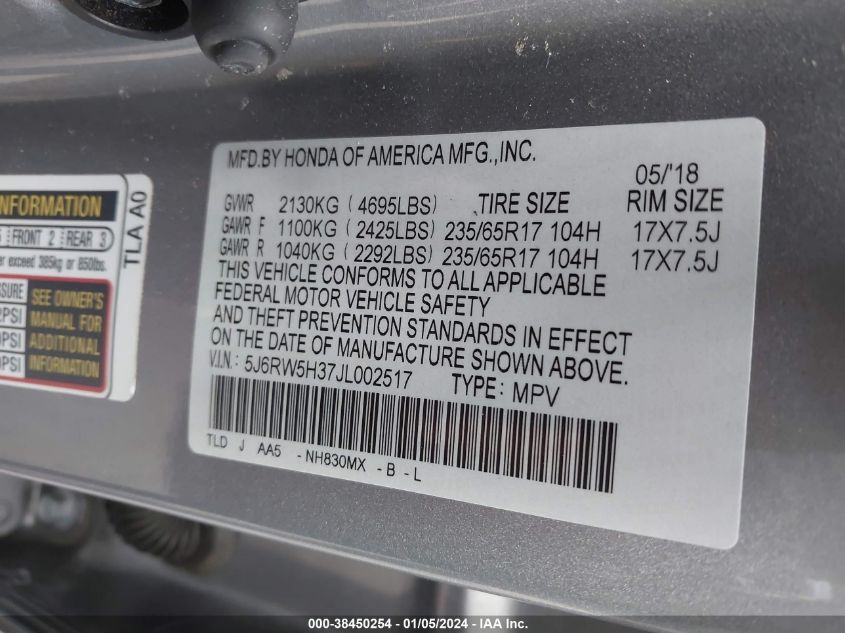 MFD.BY HONDA OF AMERICA MFG.,INC.
05/'18
GVWR 2130KG (4695LBS) TIRE SIZE RIM SIZE
GAWR F 1100KG (2425LBS) 235/65R17 104H 17X7.5J
GAWR R 1040KG (2292LBS) 235/65R17 104H 17X7.5J
THIS VEHICLE CONFORMS TO ALL APPLICABLE
FEDERAL MOTOR VEHICLE SAFETY
AND THEFT PREVENTION STANDARDS IN EFFECT
ON THE DATE OF MANUFACTURE SHOWN ABOVE.
V.I.N.: 5J6RW5H37JL002517 TYPE: MPV
TLD J AA5 - NH830MX - B - L
INFORMATION
FRONT 2 REAR 3
exceed 385kg or 850lbs.
SEE OWNER'S
MANUAL FOR
ADDITIONAL
INFORMATION
PSI
PSI
PSI
TLA A0
000-38450254 - 01/05/2024 - IAA Inc.